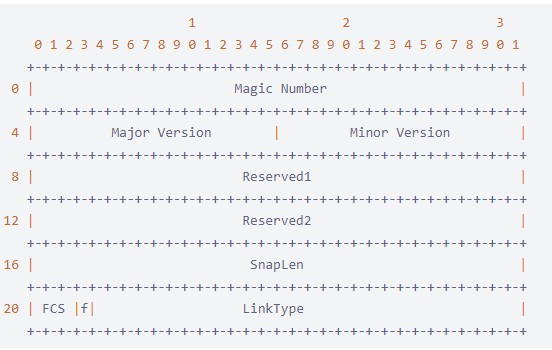 1                   2                   3
    0 1 2 3 4 5 6 7 8 9 0 1 2 3 4 5 6 7 8 9 0 1 2 3 4 5 6 7 8 9 0 1
   +-+-+-+-+-+-+-+-+-+-+-+-+-+-+-+-+-+-+-+-+-+-+-+-+-+-+-+-+-+-+-+-+
 0 |                          Magic Number                         |
   +-+-+-+-+-+-+-+-+-+-+-+-+-+-+-+-+-+-+-+-+-+-+-+-+-+-+-+-+-+-+-+-+
 4 |          Major Version        |         Minor Version         |
   +-+-+-+-+-+-+-+-+-+-+-+-+-+-+-+-+-+-+-+-+-+-+-+-+-+-+-+-+-+-+-+-+
 8 |                           Reserved1                           |
   +-+-+-+-+-+-+-+-+-+-+-+-+-+-+-+-+-+-+-+-+-+-+-+-+-+-+-+-+-+-+-+-+
12 |                           Reserved2                           |
   +-+-+-+-+-+-+-+-+-+-+-+-+-+-+-+-+-+-+-+-+-+-+-+-+-+-+-+-+-+-+-+-+
16 |                            SnapLen                            |
   +-+-+-+-+-+-+-+-+-+-+-+-+-+-+-+-+-+-+-+-+-+-+-+-+-+-+-+-+-+-+-+-+
20 | FCS |f|                   LinkType                            |
   +-+-+-+-+-+-+-+-+-+-+-+-+-+-+-+-+-+-+-+-+-+-+-+-+-+-+-+-+-+-+-+-+